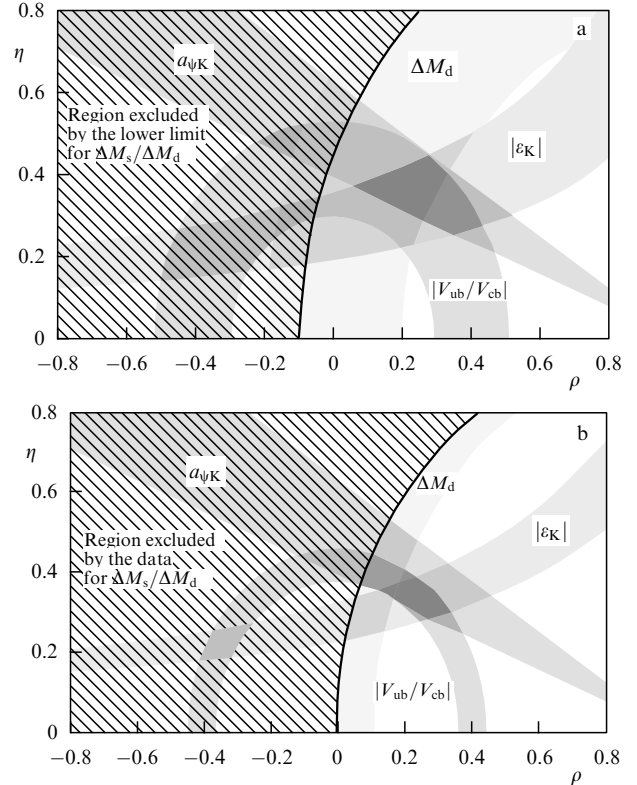 0.8
η
a
a_ψK
ΔM_d
0.6
Region excluded
by the lower limit
for ΔM_s/ΔM_d
|ε_K|
0.4
0.2
|V_ub/V_cb|
0
−0.8 −0.6 −0.4 −0.2 0 0.2 0.4 0.6 0.8
ρ
0.8
η
b
a_ψK
ΔM_d
0.6
|ε_K|
Region excluded
by the data
for ΔM_s/ΔM_d
0.4
0.2
|V_ub/V_cb|
0
−0.8 −0.6 −0.4 −0.2 0 0.2 0.4 0.6 0.8
ρ